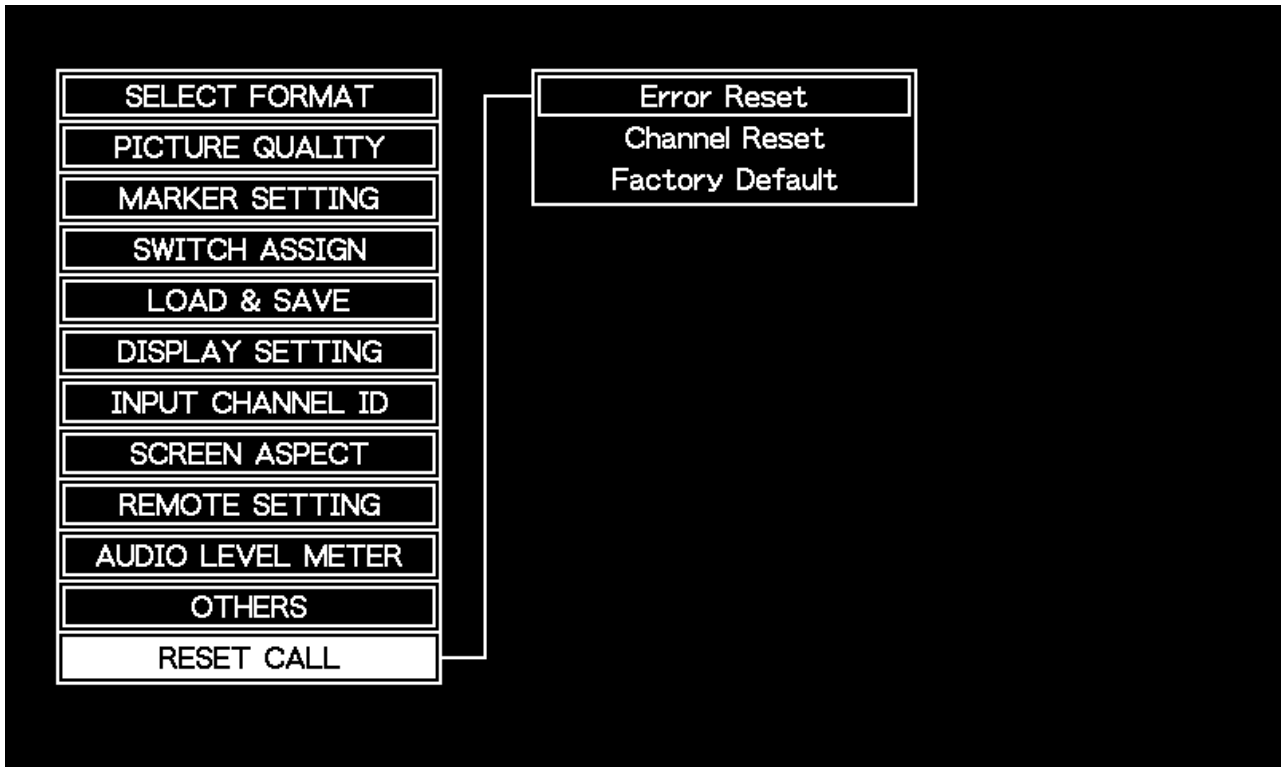 SELECT FORMAT
PICTURE QUALITY
MARKER SETTING
SWITCH ASSIGN
LOAD & SAVE
DISPLAY SETTING
INPUT CHANNEL ID
SCREEN ASPECT
REMOTE SETTING
AUDIO LEVEL METER
OTHERS
RESET CALL
Error Reset
Channel Reset
Factory Default